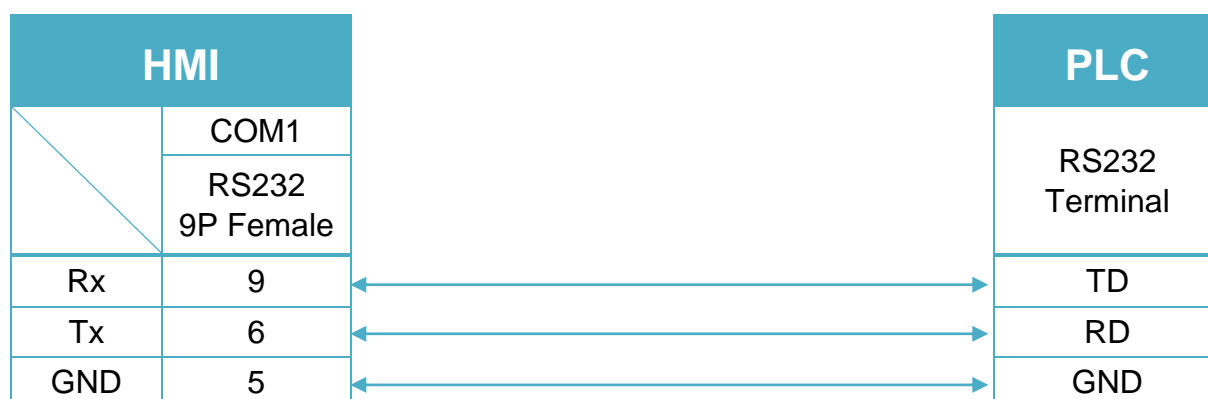 HMI PLC
COM1
RS232
9P Female
RS232
Terminal
Rx 9 TD
Tx 6 RD
GND 5 GND